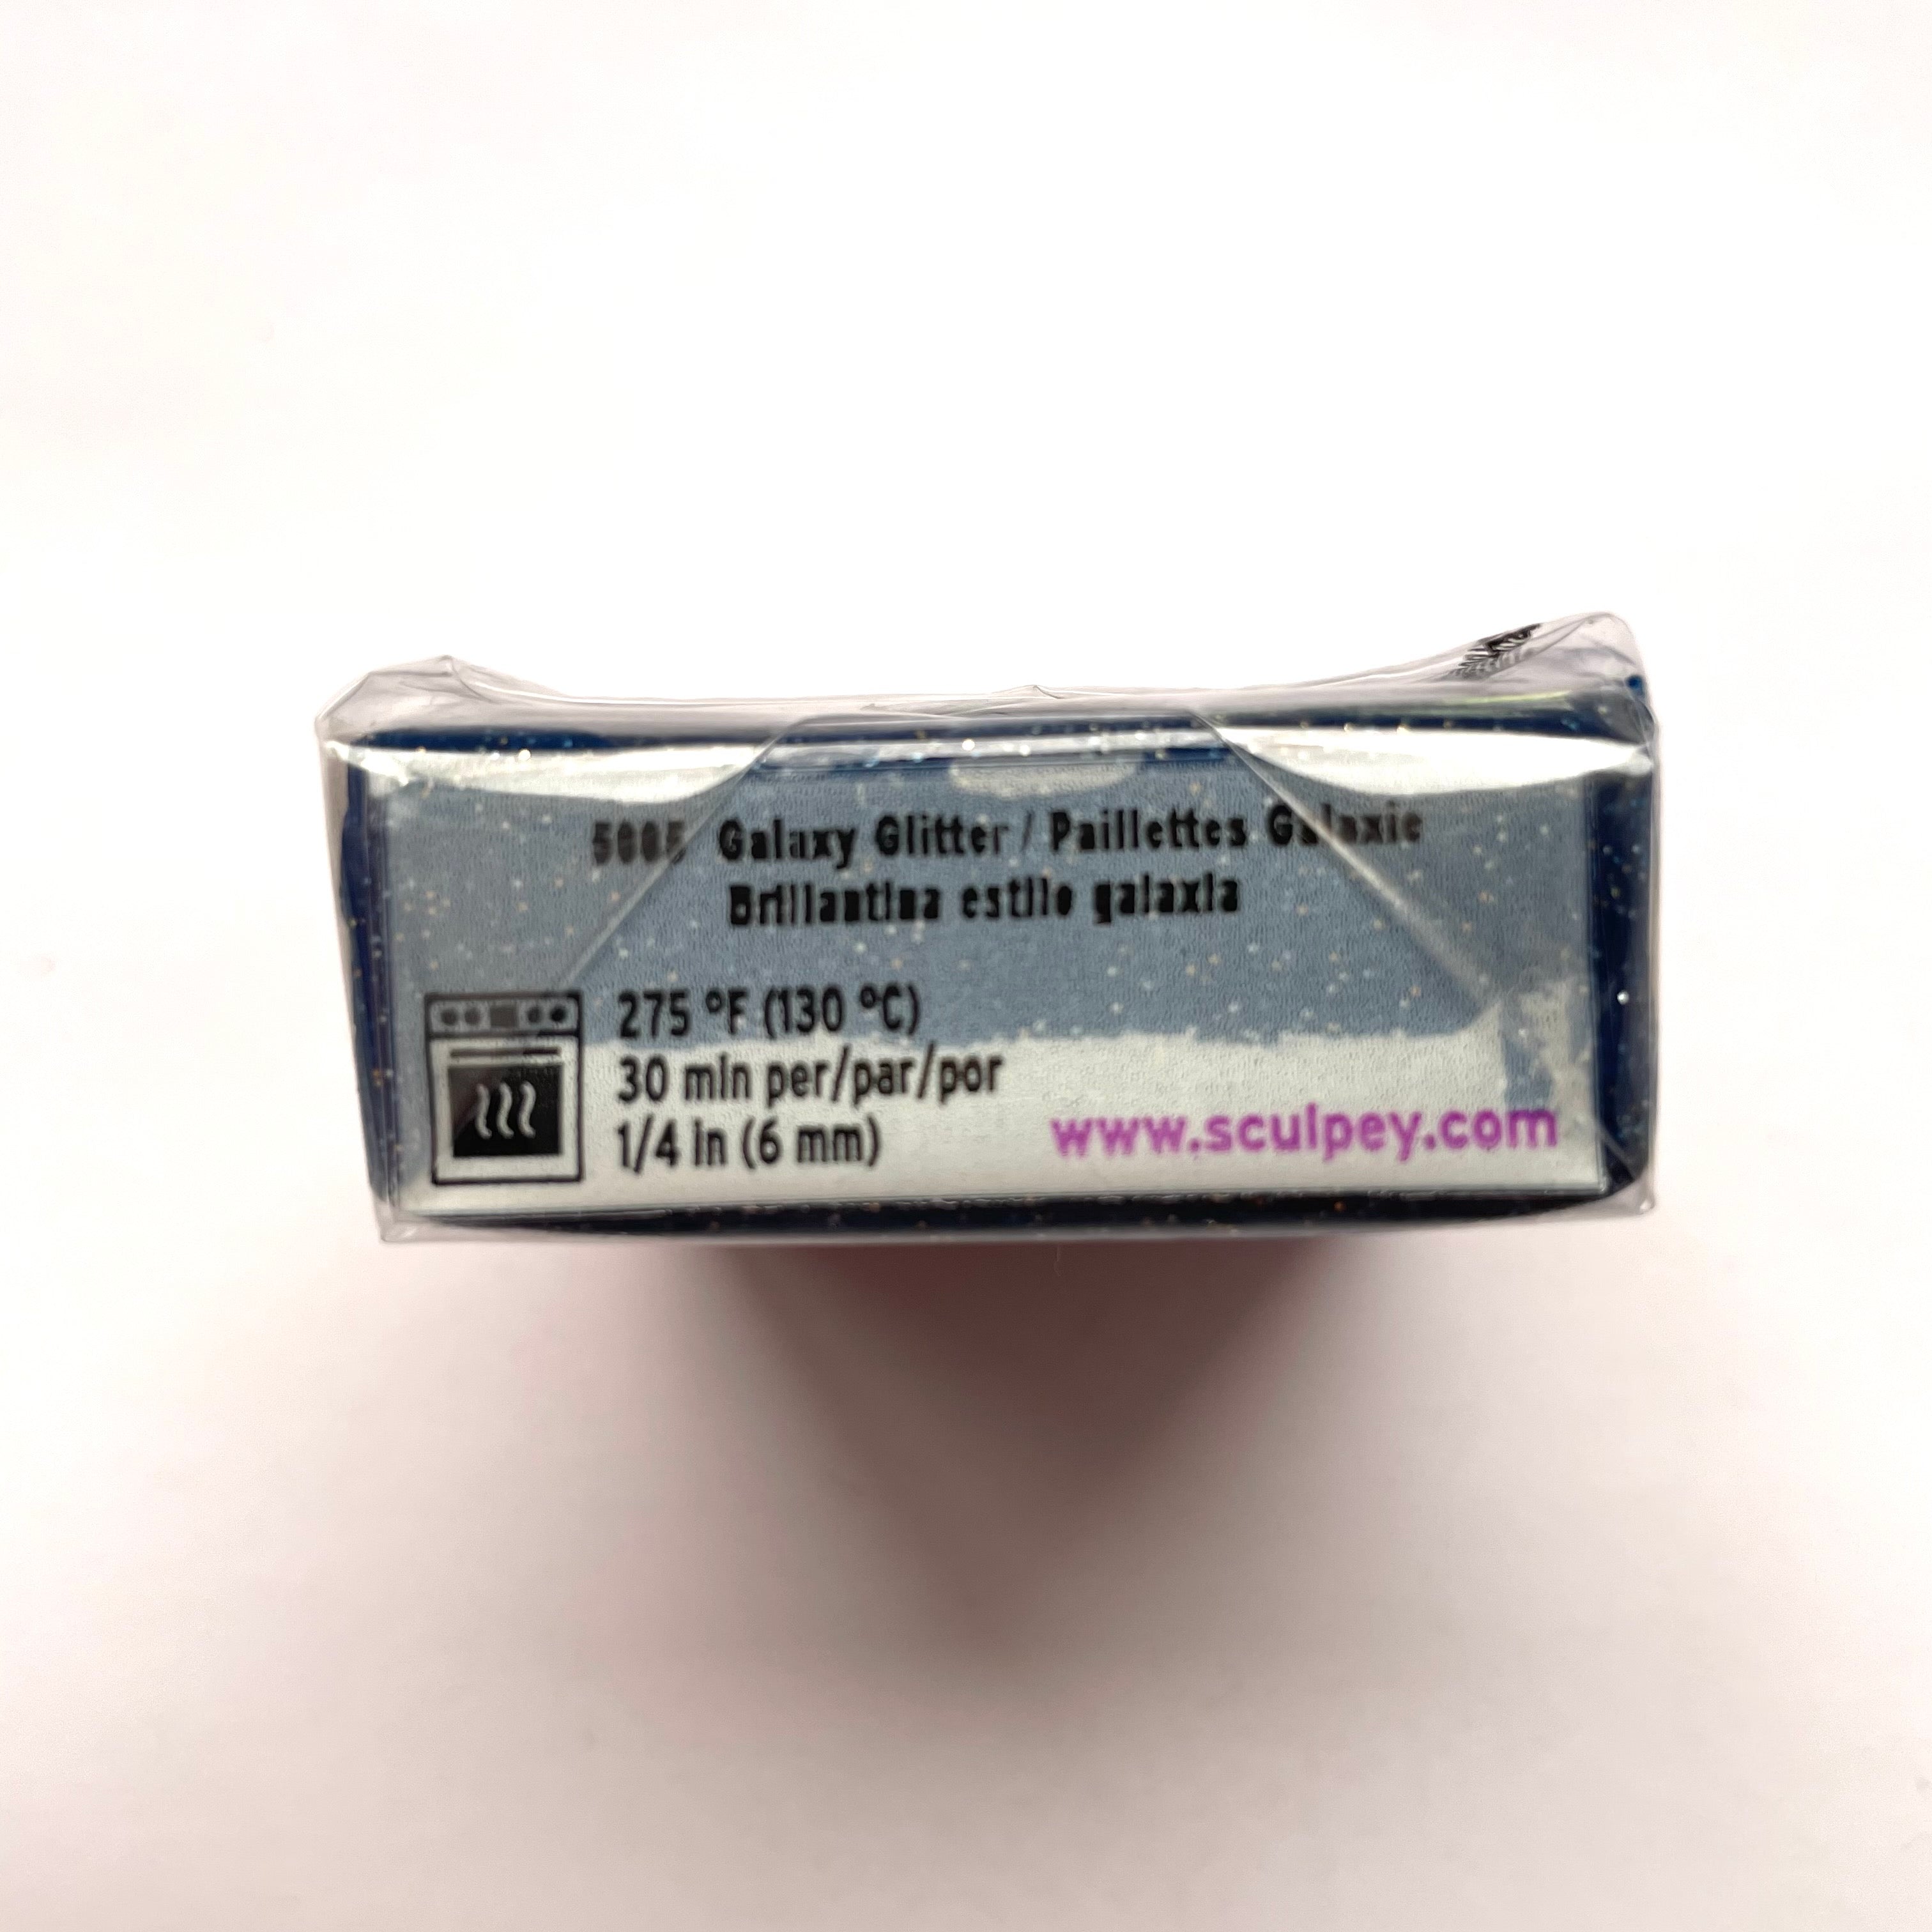 Galaxy Glitter / Paillettes Galaxie
Brillantina estilo galaxia
275 °F (130 °C)
30 min per/par/por
1/4 in (6 mm)
www.sculpey.com